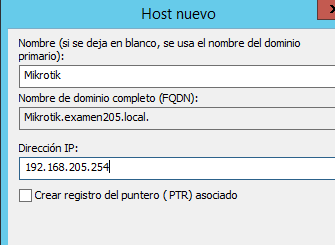 Host nuevo
Nombre (si se deja en blanco, se usa el nombre del dominio
primario):
Mikrotik
Nombre de dominio completo (FQDN):
Mikrotik.examen205.local.
Dirección IP:
192.168.205.254
Crear registro del puntero (PTR) asociado